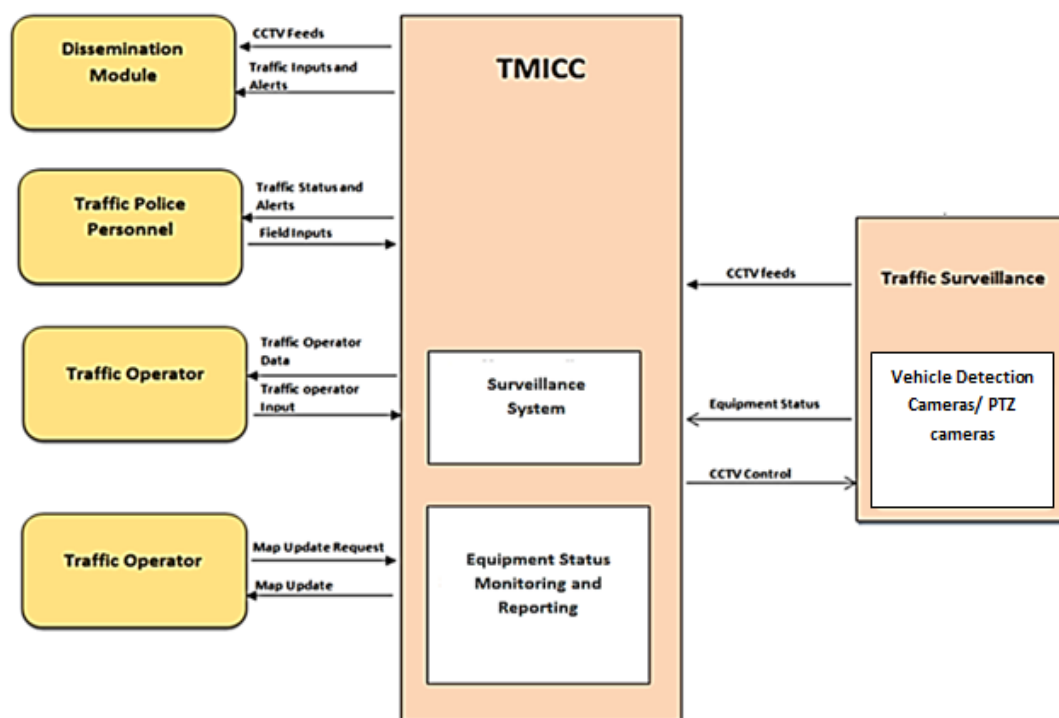 Dissemination
Module
CCTV Feeds
Traffic Inputs and
Alerts
TMICC
Traffic Police
Personnel
Traffic Status and
Alerts
Field Inputs
Traffic Operator
Traffic Operator
Data
Traffic operator
Input
Surveillance
System
Traffic Operator
Map Update Request
Map Update
Equipment Status
Monitoring and
Reporting
CCTV feeds
Equipment Status
CCTV Control
Traffic Surveillance
Vehicle Detection
Cameras/ PTZ
cameras